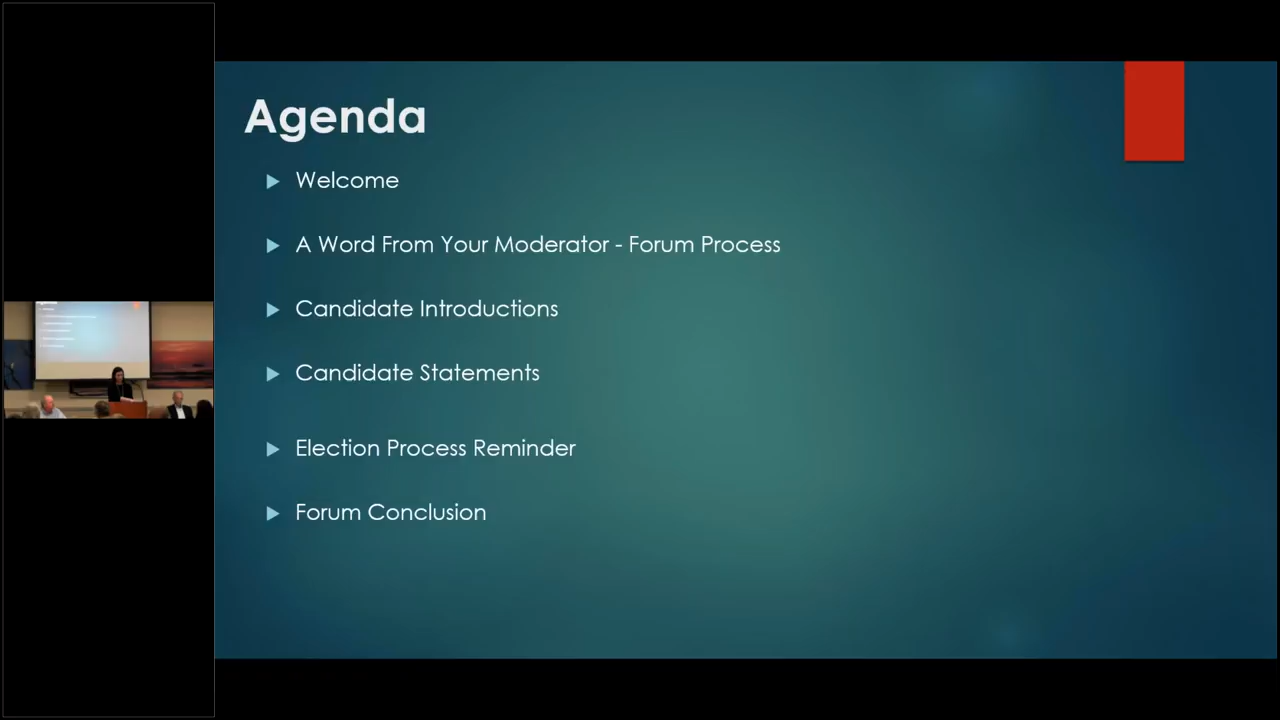 Agenda
Welcome
A Word From Your Moderator - Forum Process
Candidate Introductions
Candidate Statements
Election Process Reminder
Forum Conclusion